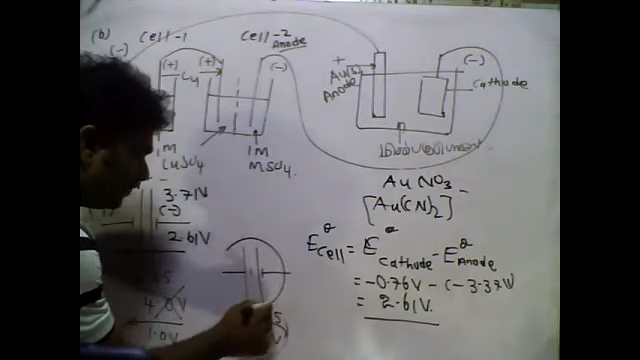 (b) Cell-1
(-)
(+) Cu
(+)
Cell-2
Anode
(-)
1M
CuSO4
1M
MSO4.
+
Au(s)
Anode
(-)
Cathode
AuNO3
[Au(CN)2]
3.71V
(-)
2.61V
4.0V
1.0V
E°Cell = E°Cathode - E°Anode
= -0.76V - (-3.37V)
= 2.61V.